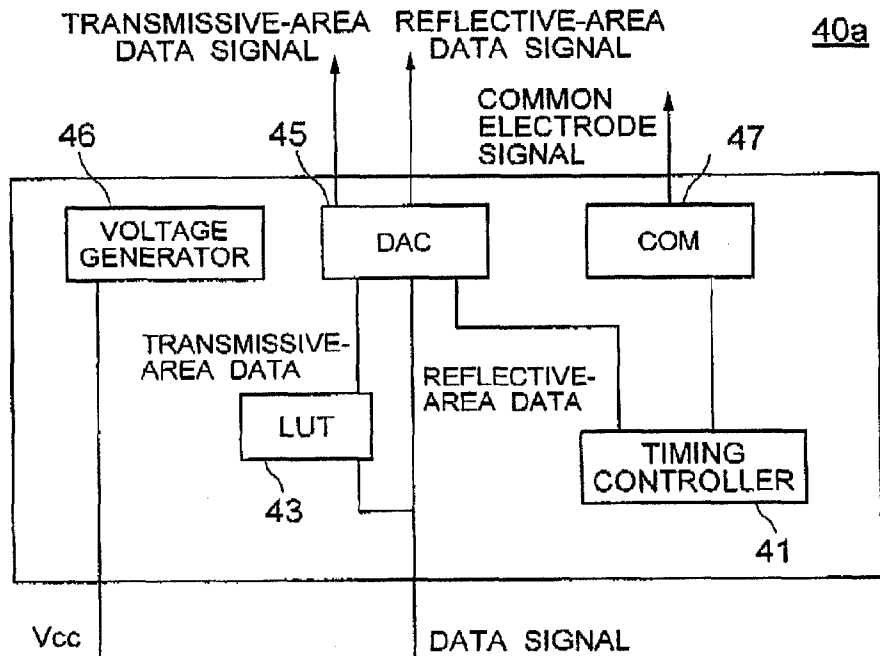 TRANSMISSIVE-AREA
DATA SIGNAL
REFLECTIVE-AREA
DATA SIGNAL
40a
COMMON
ELECTRODE
SIGNAL
46
45
47
VOLTAGE
GENERATOR
DAC
COM
TRANSMISSIVE-
AREA DATA
REFLECTIVE-
AREA DATA
LUT
TIMING
CONTROLLER
43
41
Vcc
DATA SIGNAL